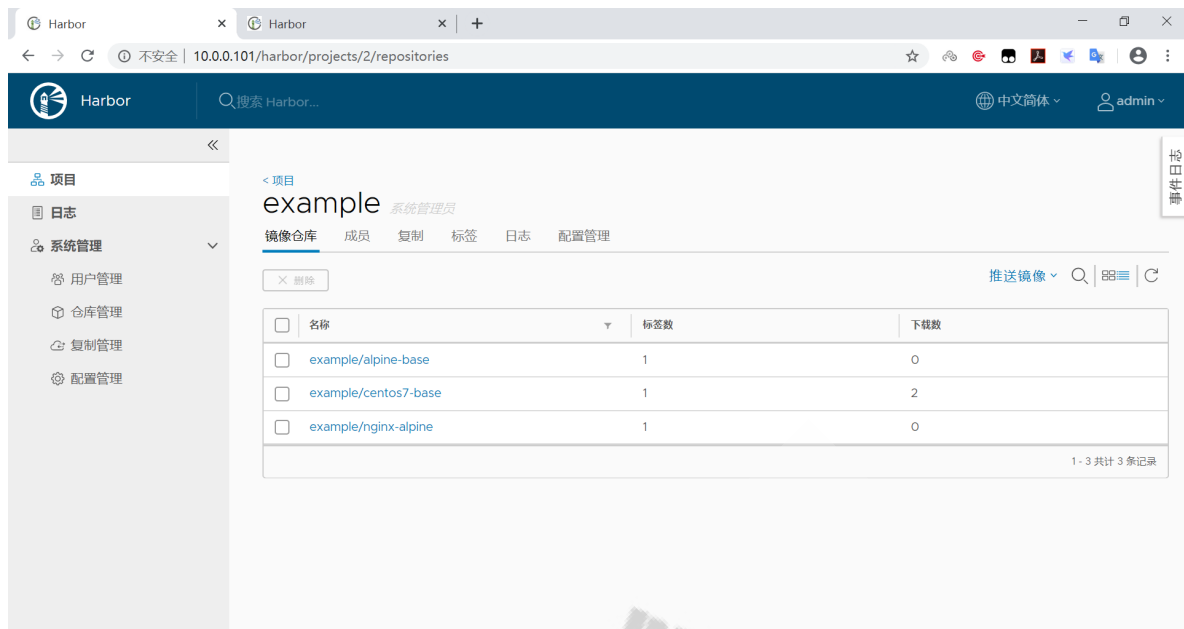 Harbor
Harbor
不安全 | 10.0.0.101/harbor/projects/2/repositories
Harbor
搜索 Harbor...
中文简体
admin
事件日志
项目
日志
系统管理
用户管理
仓库管理
复制管理
配置管理
< 项目
example 系统管理员
镜像仓库 成员 复制 标签 日志 配置管理
删除
推送镜像
名称 标签数 下载数
example/alpine-base 1 0
example/centos7-base 1 2
example/nginx-alpine 1 0
1 - 3 共计 3 条记录